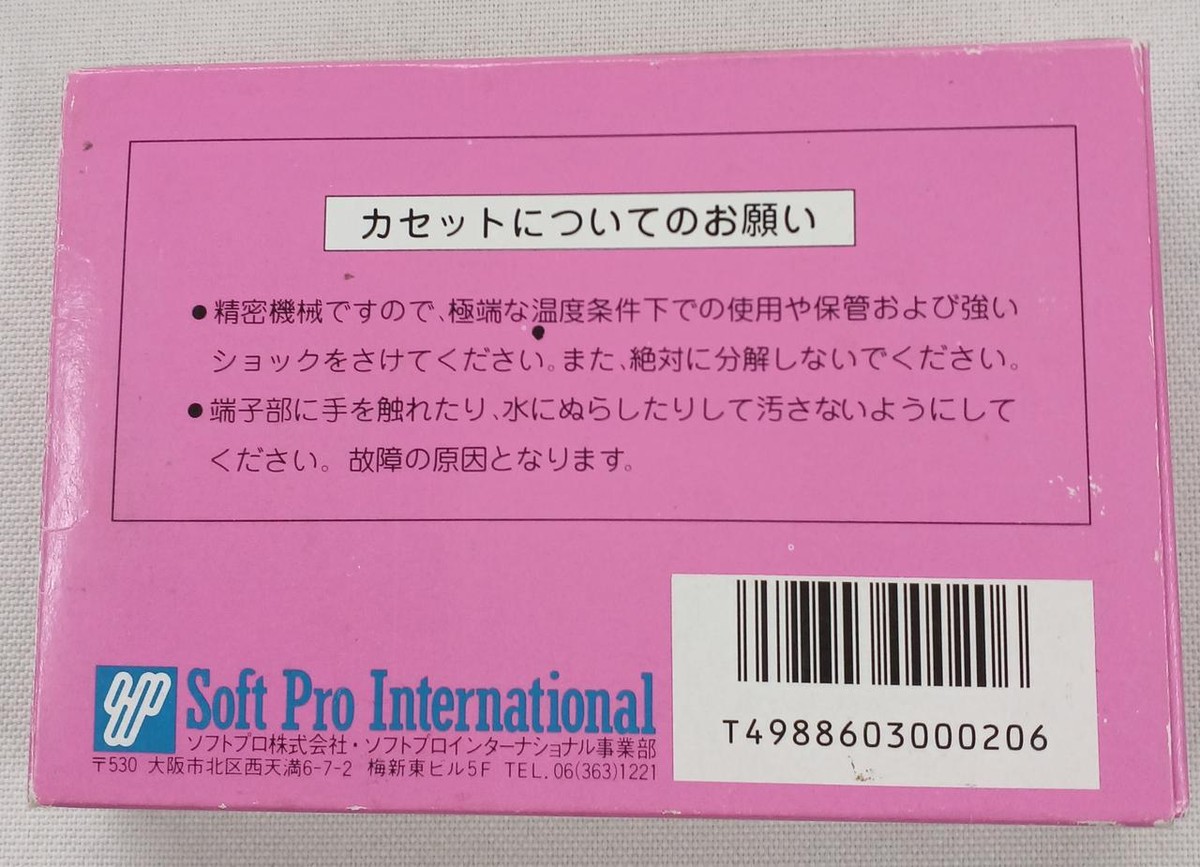 カセットについてのお願い
●精密機械ですので、極端な温度条件下での使用や保管および強い
ショックをさけてください。また、絶対に分解しないでください。
●端子部に手を触れたり、水にぬらしたりして汚さないようにして
ください。故障の原因となります。
Soft Pro International
ソフトプロ株式会社・ソフトプロインターナショナル事業部
〒530 大阪市北区西天満6-7-2 梅新東ビル5F TEL. 06(363)1221
T4988603000206